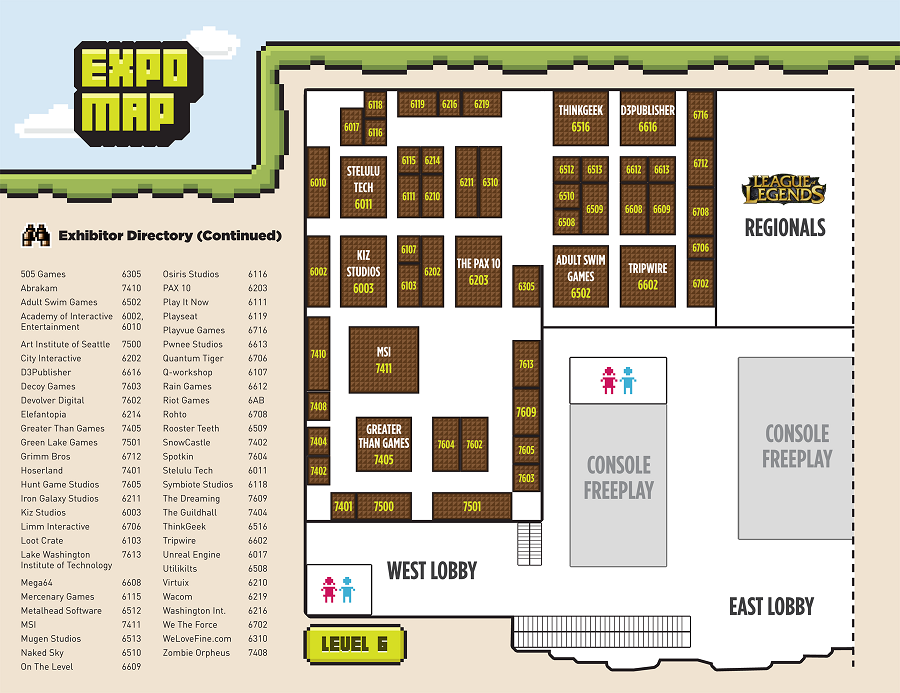 EXPO
MAP
Exhibitor Directory (Continued)
505 Games 6305
Abrakam 7410
Adult Swim Games 6502
Academy of Interactive 6002,
Entertainment 6010
Art Institute of Seattle 7500
City Interactive 6202
D3Publisher 6616
Decoy Games 7603
Devolver Digital 7602
Elefantopia 6214
Greater Than Games 7405
Green Lake Games 7501
Grimm Bros 6712
Hoserland 7401
Hunt Game Studios 7605
Iron Galaxy Studios 6211
Kiz Studios 6003
Limm Interactive 6706
Loot Crate 6103
Lake Washington 7613
Institute of Technology
Mega64 6608
Mercenary Games 6115
Metalhead Software 6512
MSI 7411
Mugen Studios 6513
Naked Sky 6510
On The Level 6609
Osiris Studios 6116
PAX 10 6203
Play It Now 6111
Playseat 6119
Playvue Games 6716
Pwnee Studios 6613
Quantum Tiger 6706
Q-workshop 6107
Rain Games 6612
Riot Games 6AB
Rohto 6708
Rooster Teeth 6509
SnowCastle 7402
Spotkin 7604
Stelulu Tech 6011
Symbiote Studios 6118
The Dreaming 7609
The Guildhall 7404
ThinkGeek 6516
Tripwire 6602
Unreal Engine 6017
Utilikilts 6508
Virtuix 6210
Wacom 6219
Washington Int. 6216
We The Force 6702
WeLoveFine.com 6310
Zombie Orpheus 7408
6118
6119 6216 6219
6017
6116
THINKGEEK
6516
D3PUBLISHER
6616
6716
6010
STELULU
TECH
6011
6115 6214
6111 6210
6211 6310
6512 6513
6510
6509
6508
6612 6613
6608 6609
6712
6708
LEAGUE OF
LEGENDS
REGIONALS
6002
KIZ
STUDIOS
6003
6107
6103
6202
THE PAX 10
6203
6305
ADULT SWIM
GAMES
6502
TRIPWIRE
6602
6706
6702
7410
MSI
7411
7613
7408
7609
7404
7402
GREATER
THAN GAMES
7405
7604 7602
7605
7603
7401 7500
7501
CONSOLE
FREEPLAY
CONSOLE
FREEPLAY
WEST LOBBY
EAST LOBBY
LEVEL 6